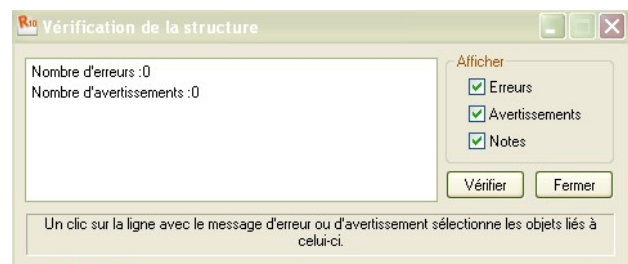 R10 Vérification de la structure
Nombre d'erreurs :0
Nombre d'avertissements :0
Afficher
Erreurs
Avertissements
Notes
Vérifier
Fermer
Un clic sur la ligne avec le message d'erreur ou d'avertissement sélectionne les objets liés à
celui-ci.